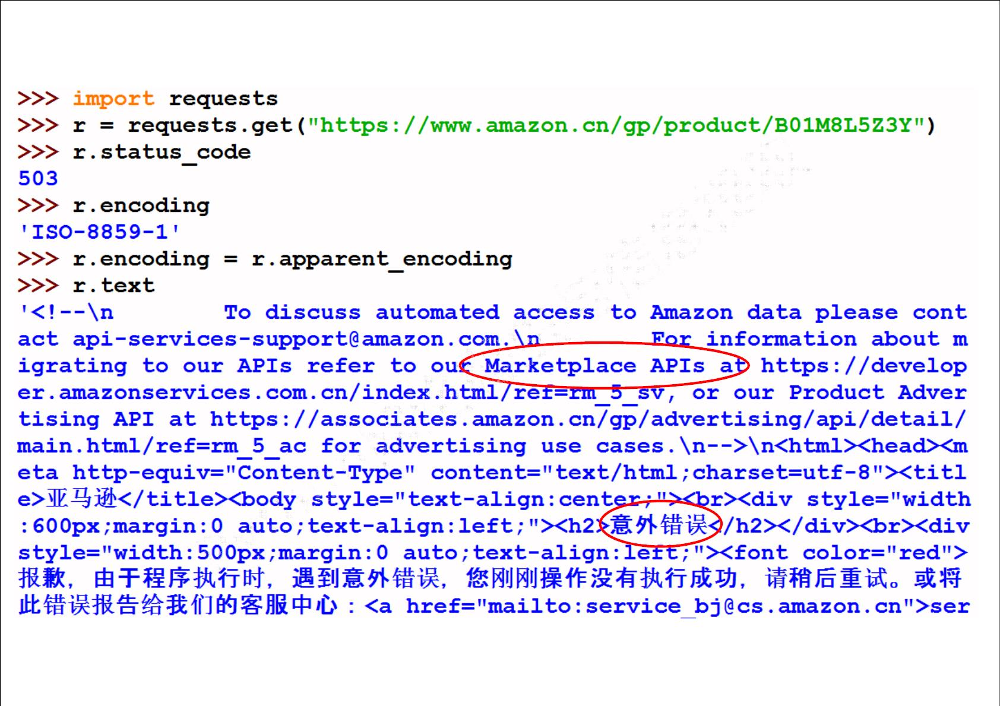 >>> import requests
>>> r = requests.get("https://www.amazon.cn/gp/product/B01M8L5Z3Y")
>>> r.status_code
503
>>> r.encoding
'ISO-8859-1'
>>> r.encoding = r.apparent_encoding
>>> r.text
'<!--\n        To discuss automated access to Amazon data please cont
act api-services-support@amazon.com.\n        For information about m
igrating to our APIs refer to our Marketplace APIs at https://develop
er.amazonservices.com.cn/index.html/ref=rm_5_sv, or our Product Adver
tising API at https://associates.amazon.cn/gp/advertising/api/detail/
main.html/ref=rm_5_ac for advertising use cases.\n-->\n<html><head><m
eta http-equiv="Content-Type" content="text/html;charset=utf-8"><titl
e>亚马逊</title><body style="text-align:center;"><br><div style="width
:600px;margin:0 auto;text-align:left;"><h2>意外错误</h2></div><br><div
style="width:500px;margin:0 auto;text-align:left;"><font color="red">
报歉，由于程序执行时，遇到意外错误，您刚刚操作没有执行成功，请稍后重试。或将
此错误报告给我们的客服中心：<a href="mailto:service_bj@cs.amazon.cn">ser